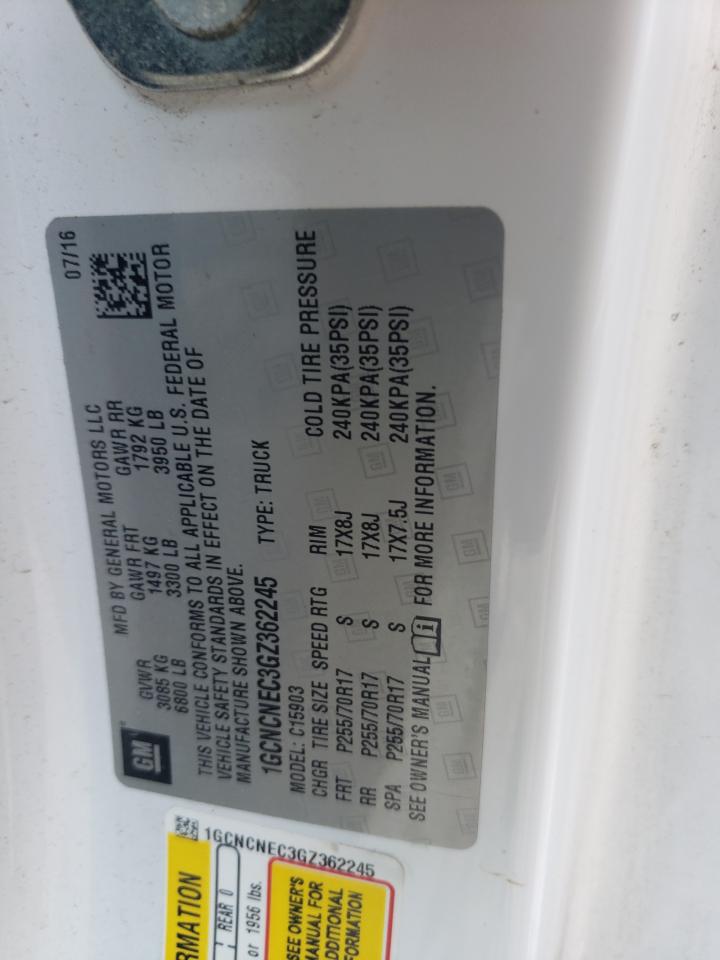 MFD BY GENERAL MOTORS LLC 07/16
GM
GVWR GAWR FRT GAWR RR
3085 KG 1497 KG 1792 KG
6800 LB 3300 LB 3950 LB
THIS VEHICLE CONFORMS TO ALL APPLICABLE U.S. FEDERAL MOTOR
VEHICLE SAFETY STANDARDS IN EFFECT ON THE DATE OF
MANUFACTURE SHOWN ABOVE.
1GCNCNEC3GZ362245 TYPE: TRUCK
MODEL: C15903
CHGR TIRE SIZE SPEED RTG RIM COLD TIRE PRESSURE
FRT P255/70R17 S 17X8J 240KPA(35PSI)
RR P255/70R17 S 17X8J 240KPA(35PSI)
SPA P255/70R17 S 17X7.5J 240KPA(35PSI)
SEE OWNER'S MANUAL i FOR MORE INFORMATION.
1GCNCNEC3GZ362245
RMATION
REAR 0
or 1956 lbs.
SEE OWNER'S
MANUAL FOR
ADDITIONAL
FORMATION